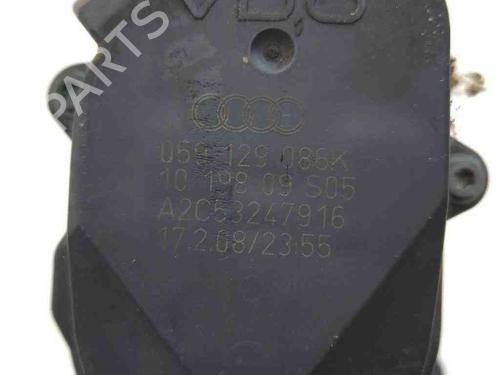 VDO
B-PARTS
059 129 086K
10 198 09 S05
A2C53247916
17.2.08/23:55